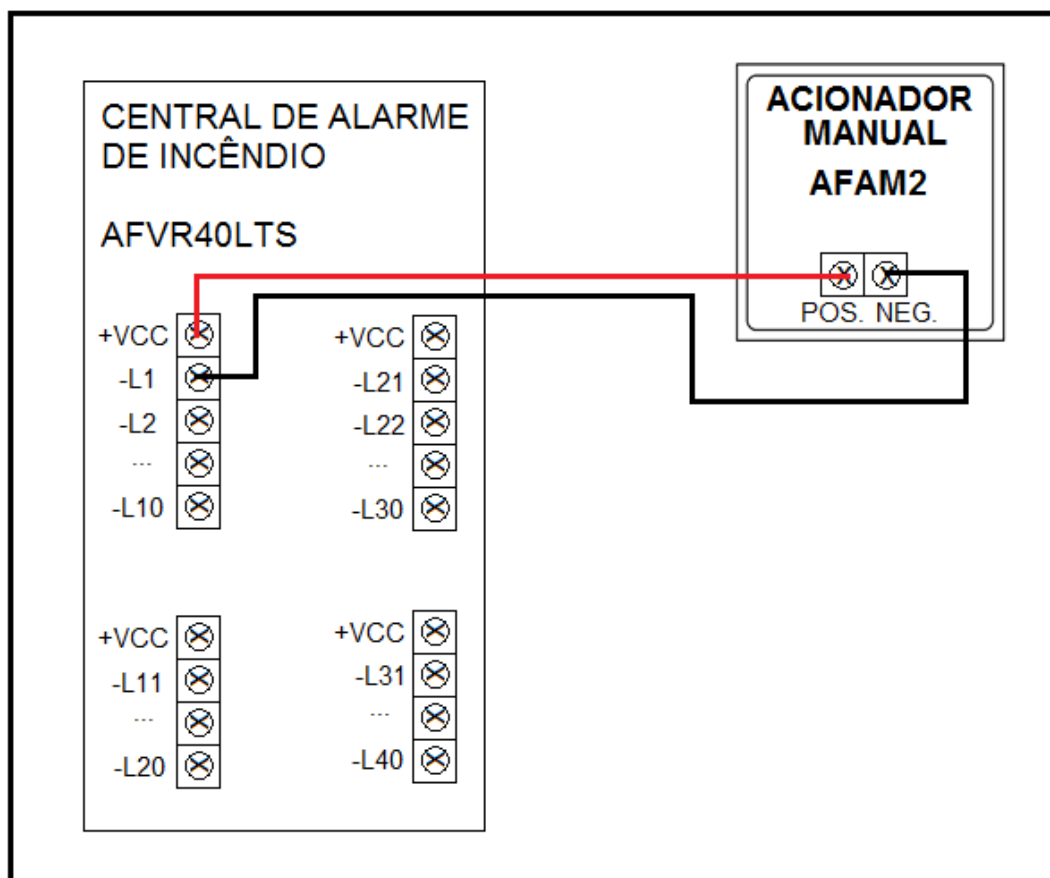 CENTRAL DE ALARME
DE INCÊNDIO
AFVR40LTS
+VCC
-L1
-L2
...
-L10
+VCC
-L21
-L22
...
-L30
+VCC
-L11
...
-L20
+VCC
-L31
...
-L40
ACIONADOR
MANUAL
AFAM2
POS. NEG.